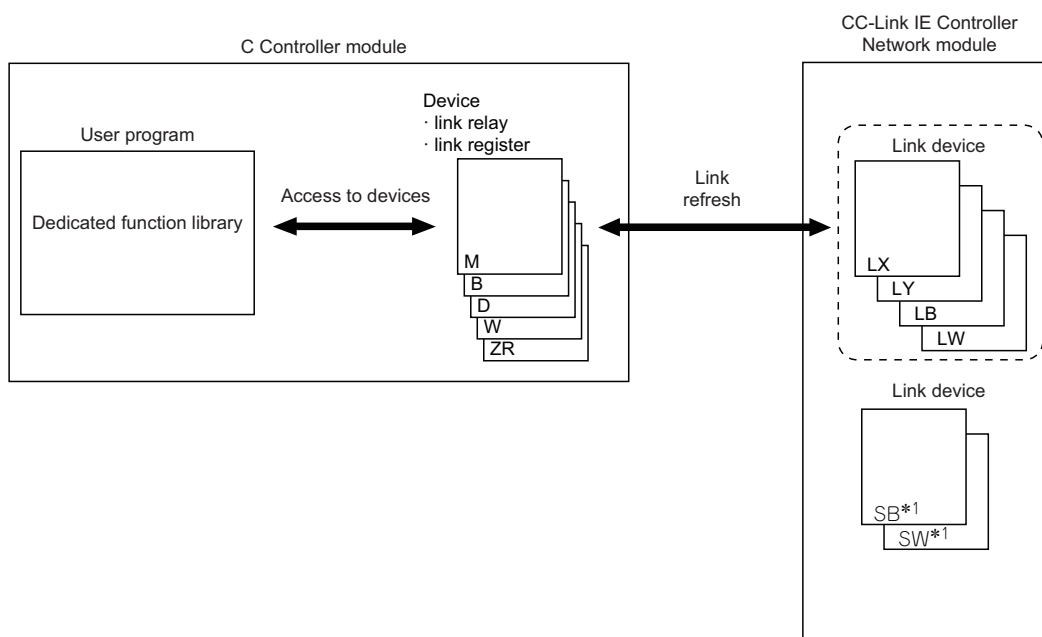 C Controller module
CC-Link IE Controller
Network module
User program
Dedicated function library
Access to devices
Device
· link relay
· link register
M
B
D
W
ZR
Link
refresh
Link device
LX
LY
LB
LW
Link device
SB*1
SW*1